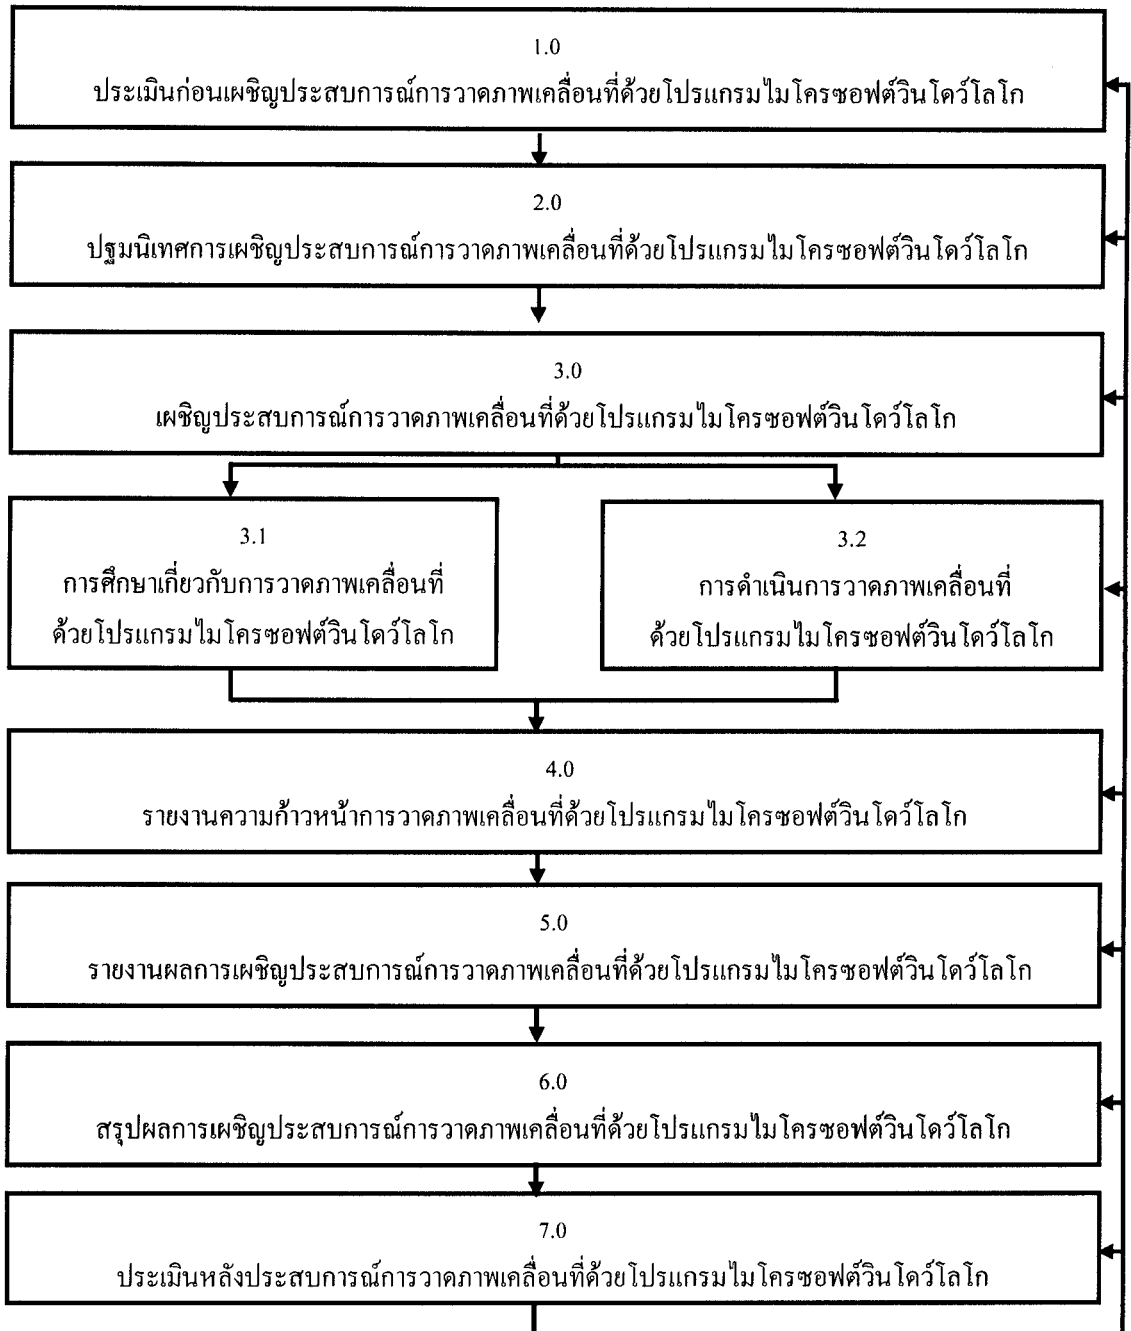 1.0
ประเมินก่อนเผชิญประสบการณ์การวาดภาพเคลื่อนที่ด้วยโปรแกรมไมโครซอฟต์วินโดว์โลโก
2.0
ปฐมนิเทศการเผชิญประสบการณ์การวาดภาพเคลื่อนที่ด้วยโปรแกรมไมโครซอฟต์วินโดว์โลโก
3.0
เผชิญประสบการณ์การวาดภาพเคลื่อนที่ด้วยโปรแกรมไมโครซอฟต์วินโดว์โลโก
3.1
การศึกษาเกี่ยวกับการวาดภาพเคลื่อนที่
ด้วยโปรแกรมไมโครซอฟต์วินโดว์โลโก
3.2
การดำเนินการวาดภาพเคลื่อนที่
ด้วยโปรแกรมไมโครซอฟต์วินโดว์โลโก
4.0
รายงานความก้าวหน้าการวาดภาพเคลื่อนที่ด้วยโปรแกรมไมโครซอฟต์วินโดว์โลโก
5.0
รายงานผลการเผชิญประสบการณ์การวาดภาพเคลื่อนที่ด้วยโปรแกรมไมโครซอฟต์วินโดว์โลโก
6.0
สรุปผลการเผชิญประสบการณ์การวาดภาพเคลื่อนที่ด้วยโปรแกรมไมโครซอฟต์วินโดว์โลโก
7.0
ประเมินหลังประสบการณ์การวาดภาพเคลื่อนที่ด้วยโปรแกรมไมโครซอฟต์วินโดว์โลโก